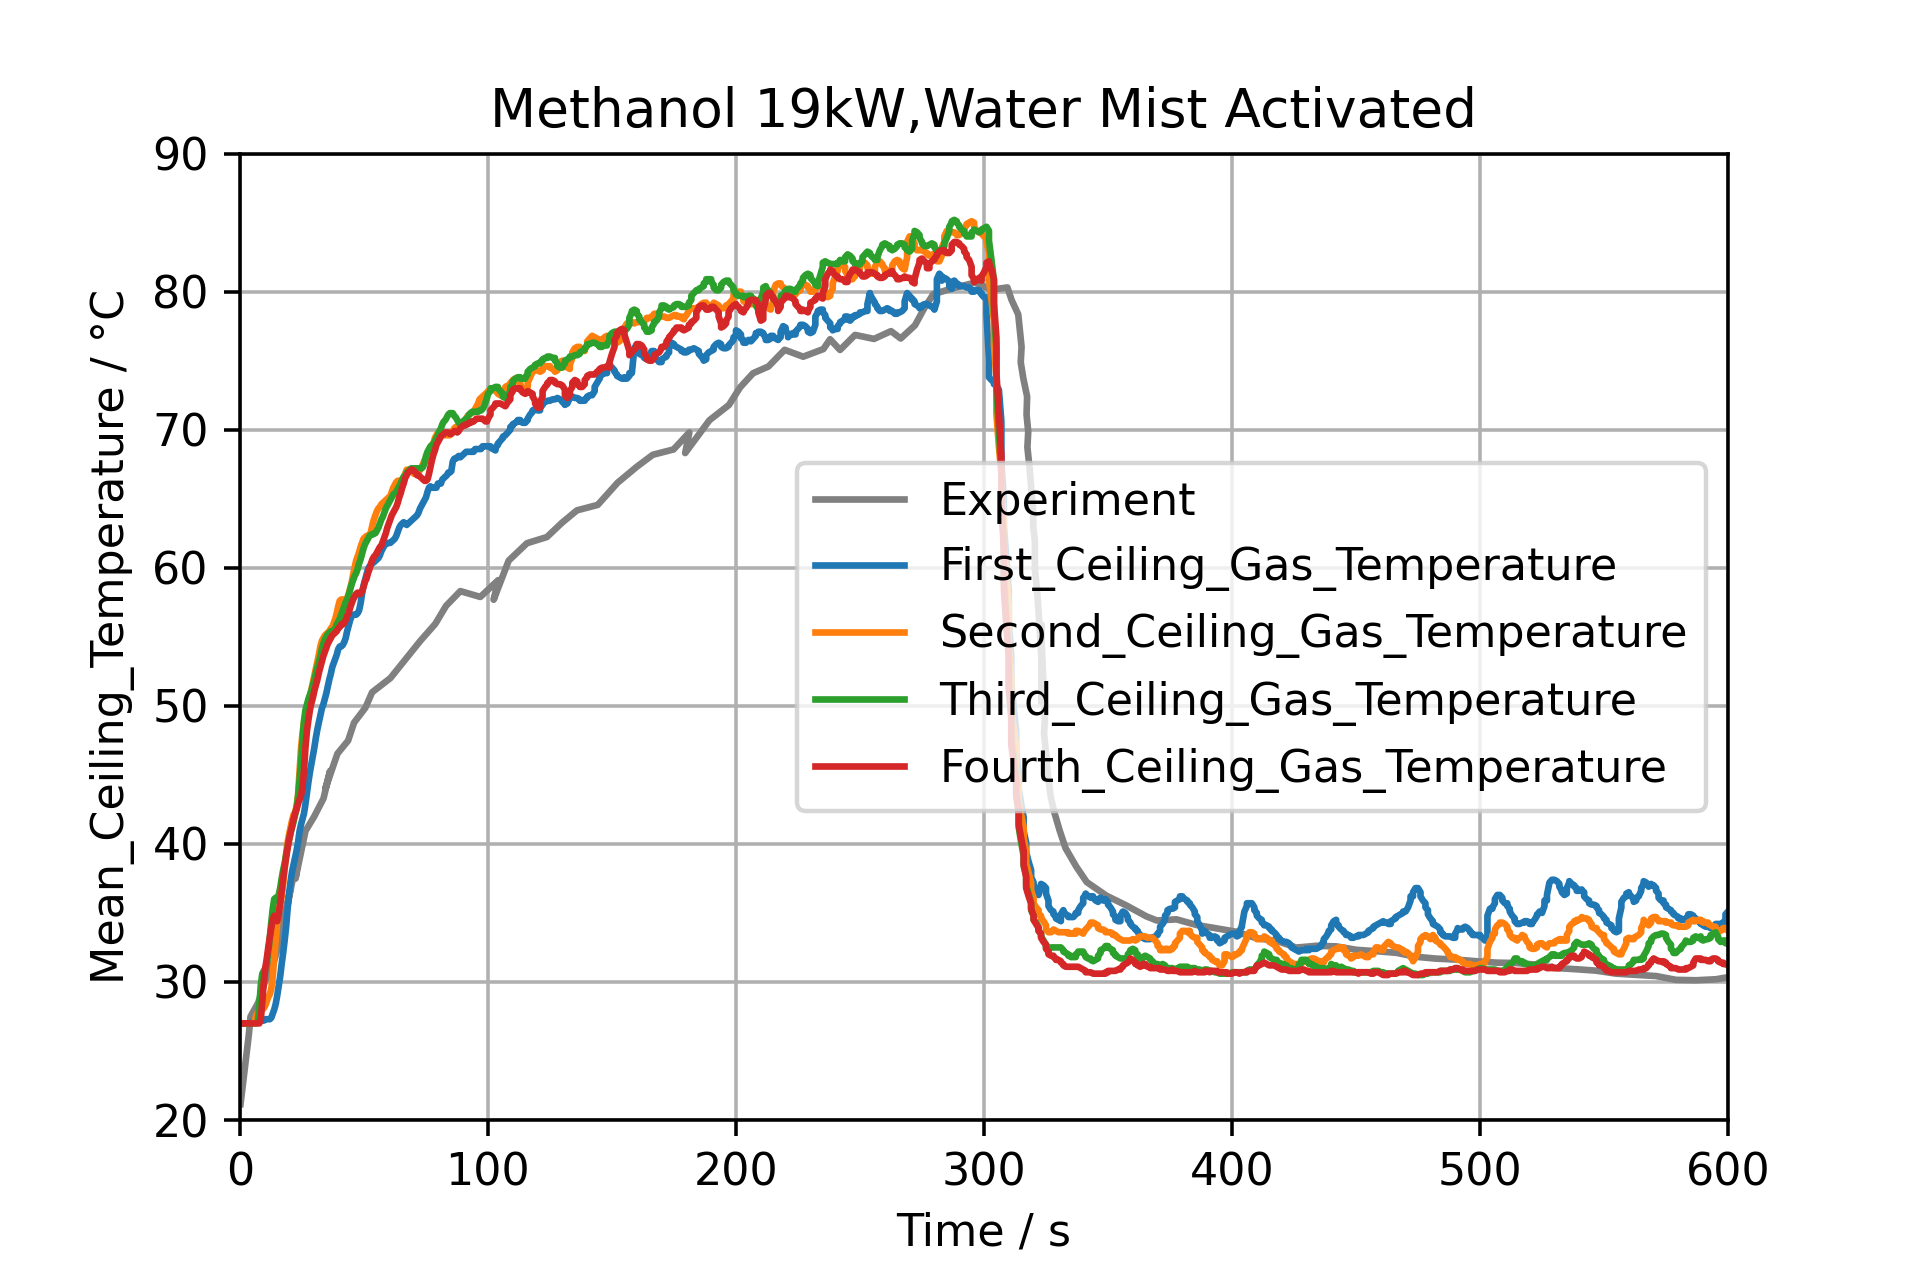 Methanol 19kW,Water Mist Activated
90
80
70
60
50
40
30
20
Mean_Ceiling_Temperature / °C
Experiment
First_Ceiling_Gas_Temperature
Second_Ceiling_Gas_Temperature
Third_Ceiling_Gas_Temperature
Fourth_Ceiling_Gas_Temperature
0 100 200 300 400 500 600
Time / s